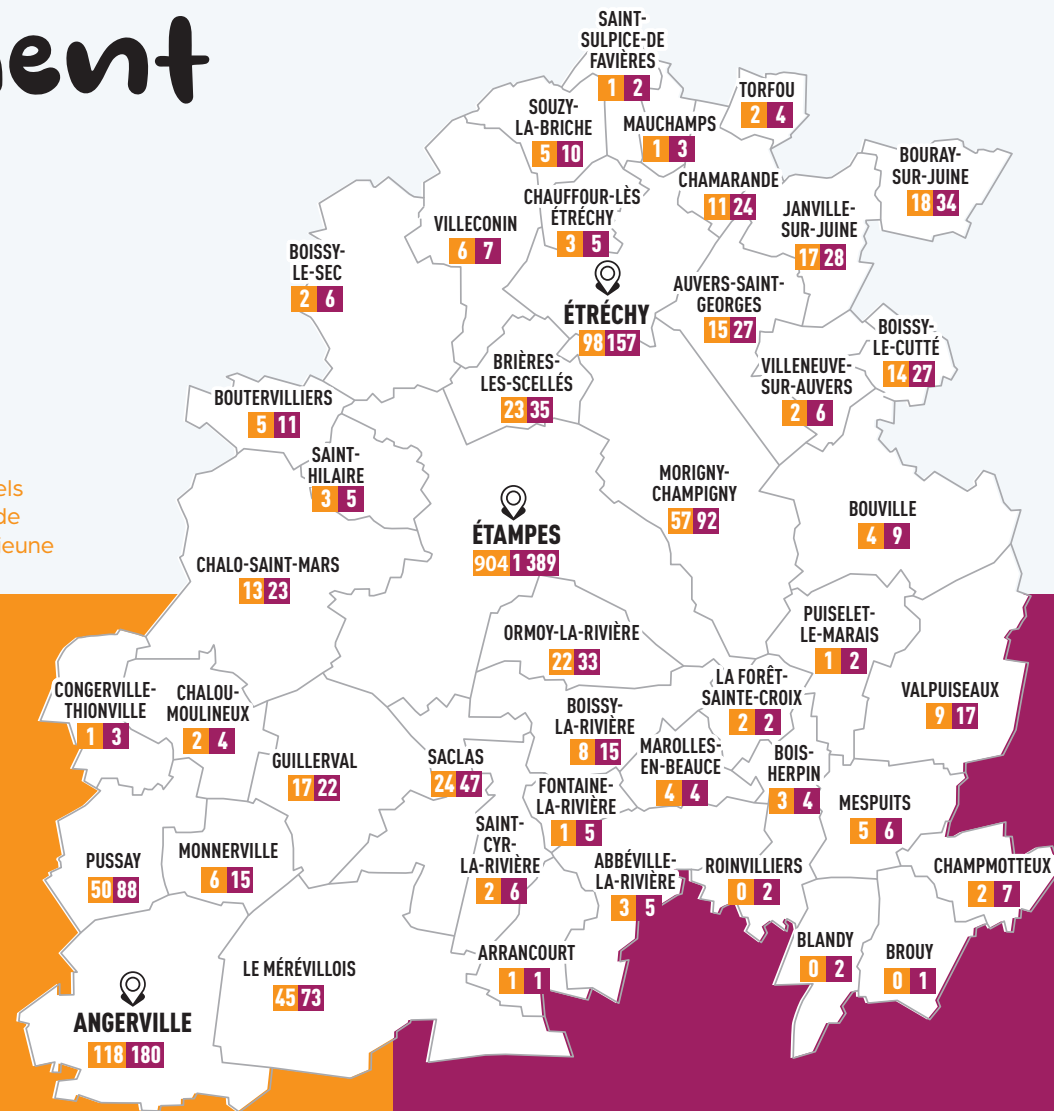 SAINT-
SULPICE-DE
FAVIÈRES
1 2
TORFOU
2 4
SOUZY-
LA-BRICHE
5 10
MAUCHAMPS
1 3
BOURAY-
SUR-JUINE
18 34
CHAMARANDE
11 24
CHAUFFOUR-LÈS
ÉTRÉCHY
3 5
JANVILLE-
SUR-JUINE
17 28
VILLECONIN
6 7
BOISSY-
LE-SEC
2 6
AUVERS-SAINT-
GEORGES
15 27
ÉTRÉCHY
98 157
BOISSY-
LE-CUTTÉ
14 27
BRIÈRES-
LES-SCELLÉS
23 35
VILLENEUVE-
SUR-AUVERS
2 6
BOUTERVILLIERS
5 11
SAINT-
HILAIRE
3 5
MORIGNY-
CHAMPIGNY
57 92
els
de
jeune
BOUVILLE
4 9
ÉTAMPES
904 1 389
CHALO-SAINT-MARS
13 23
PUISELET-
LE-MARAIS
1 2
ORMOY-LA-RIVIÈRE
22 33
LA FORÊT-
SAINTE-CROIX
2 2
CONGERVILLE-
THIONVILLE
1 3
CHALOU-
MOULINEUX
2 4
VALPUISEAUX
9 17
BOISSY-
LA-RIVIÈRE
8 15
GUILLERVAL
17 22
SACLAS
24 47
MAROLLES-
EN-BEAUCE
4 4
BOIS-
HERPIN
3 4
FONTAINE-
LA-RIVIÈRE
1 5
MESPUITS
5 6
SAINT-
CYR-
LA-RIVIÈRE
2 6
PUSSAY
50 88
MONNERVILLE
6 15
ABBÉVILLE-
LA-RIVIÈRE
3 5
ROINVILLIERS
0 2
CHAMPMOTTEUX
2 7
BLANDY
0 2
BROUY
0 1
ARRANCOURT
1 1
LE MÉRÉVILLOIS
45 73
ANGERVILLE
118 180